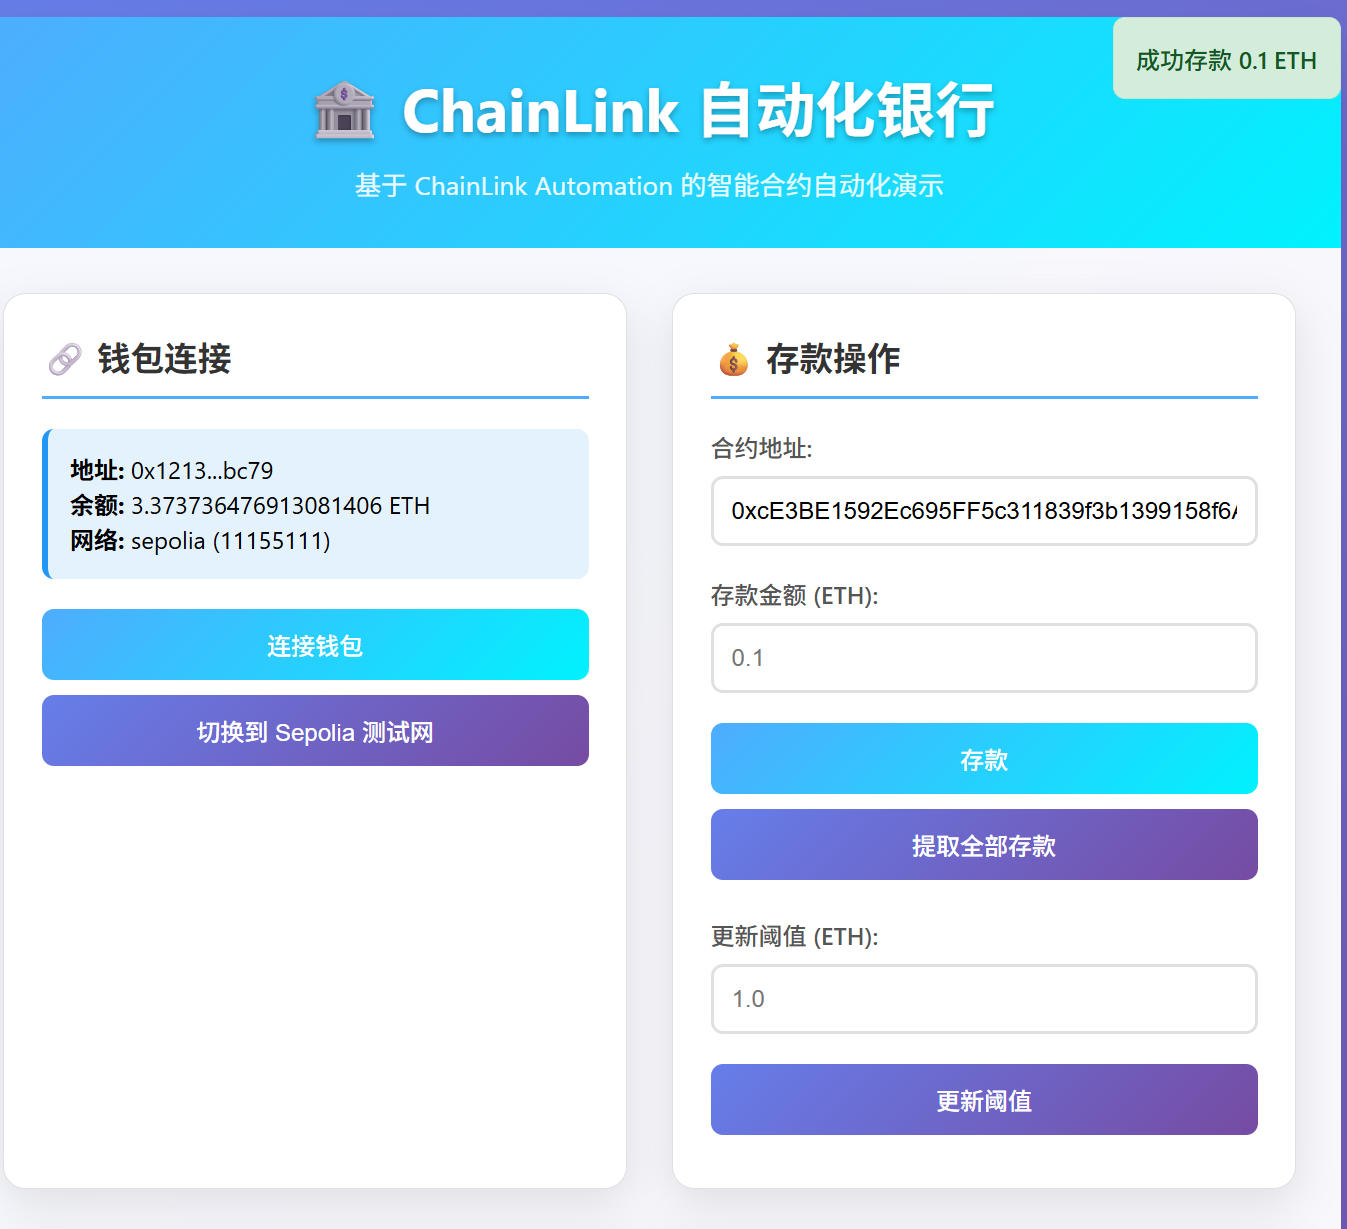 成功存款 0.1 ETH
ChainLink 自动化银行
基于 ChainLink Automation 的智能合约自动化演示
钱包连接
地址: 0x1213...bc79
余额: 3.373736476913081406 ETH
网络: sepolia (11155111)
连接钱包
切换到 Sepolia 测试网
存款操作
合约地址:
0xcE3BE1592Ec695FF5c311839f3b1399158f6A
存款金额 (ETH):
0.1
存款
提取全部存款
更新阈值 (ETH):
1.0
更新阈值